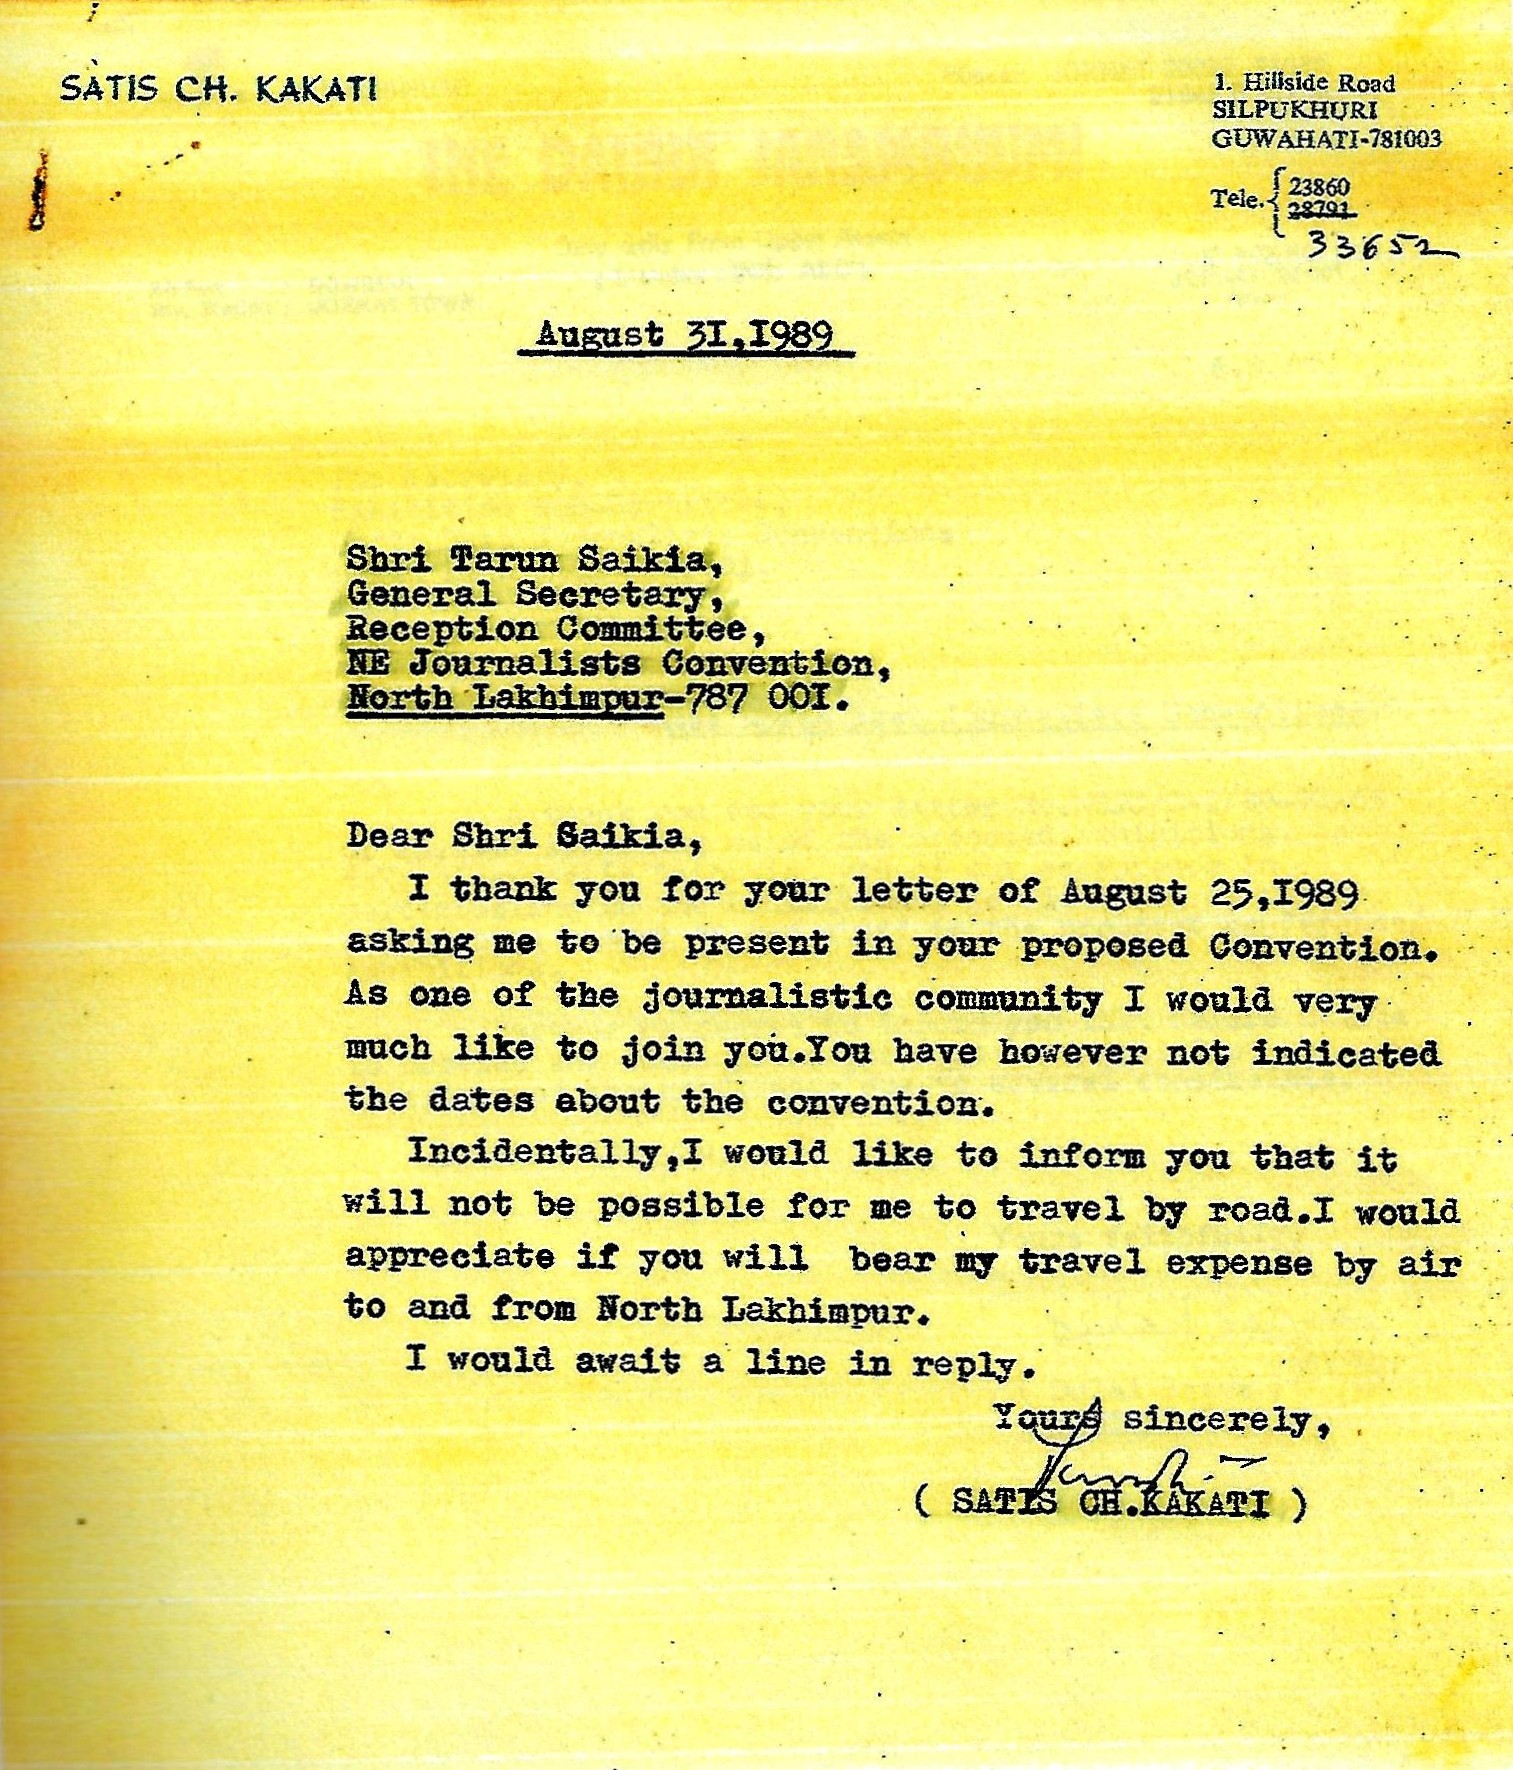 SATIS CH. KAKATI
1. Hillside Road
SILPUKHURI
GUWAHATI-781003
Tele. { 23860
28791
33652
August 3I,I989
Shri Tarun Saikia,
General Secretary,
Reception Committee,
NE Journalists Convention,
North Lakhimpur-787 00I.
Dear Shri Saikia,
I thank you for your letter of August 25,I989
asking me to be present in your proposed Convention.
As one of the journalistic community I would very
much like to join you.You have however not indicated
the dates about the convention.
Incidentally,I would like to inform you that it
will not be possible for me to travel by road.I would
appreciate if you will bear my travel expense by air
to and from North Lakhimpur.
I would await a line in reply.
Yours sincerely,
( SATIS CH.KAKATI )